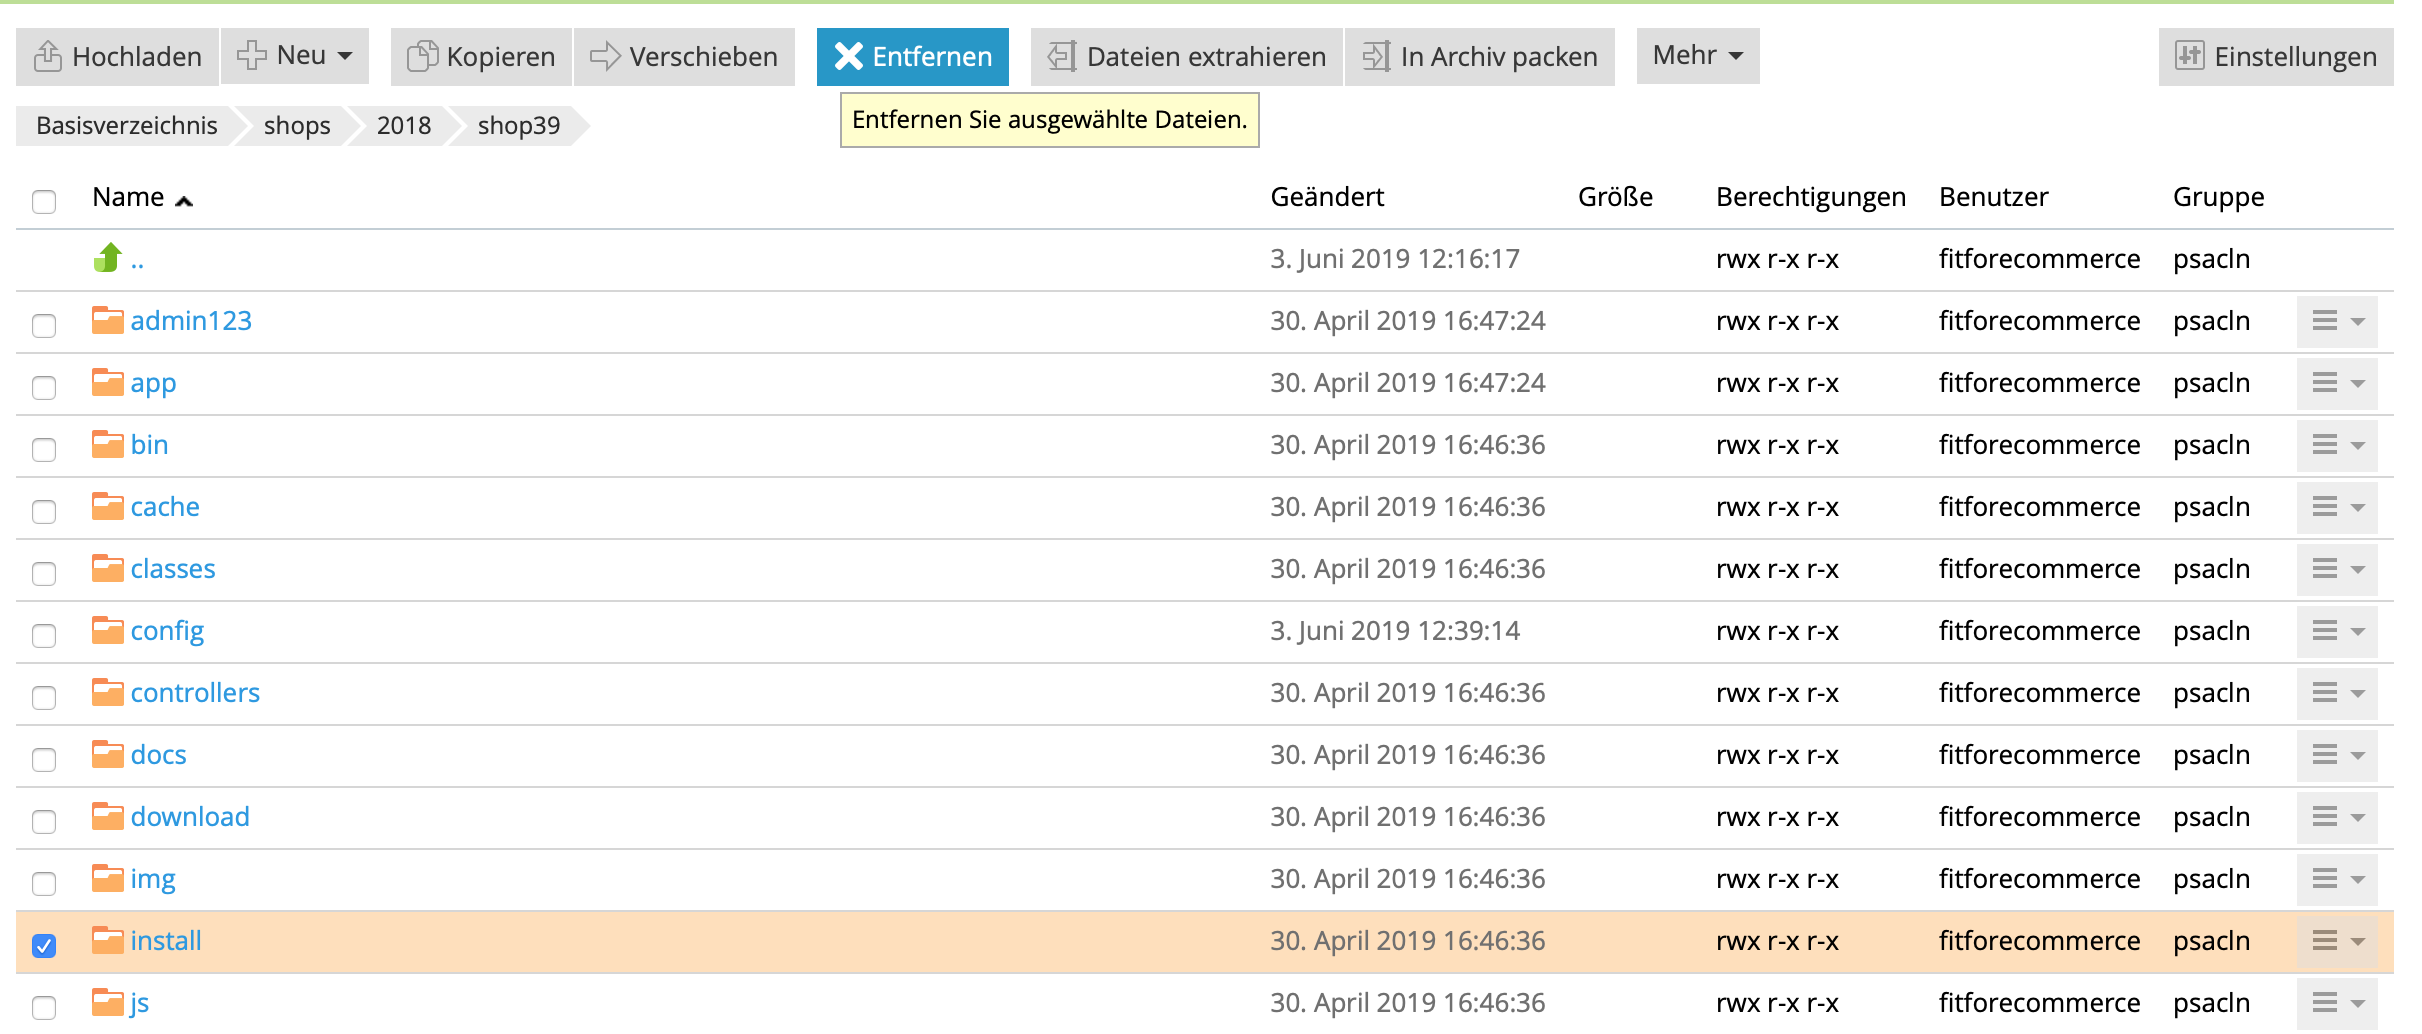 Hochladen Neu Kopieren Verschieben Entfernen Dateien extrahieren In Archiv packen Mehr Einstellungen
Basisverzeichnis shops 2018 shop39
Entfernen Sie ausgewählte Dateien.
Name Geändert Größe Berechtigungen Benutzer Gruppe
.. 3. Juni 2019 12:16:17 rwx r-x r-x fitforecommerce psacln
admin123 30. April 2019 16:47:24 rwx r-x r-x fitforecommerce psacln
app 30. April 2019 16:47:24 rwx r-x r-x fitforecommerce psacln
bin 30. April 2019 16:46:36 rwx r-x r-x fitforecommerce psacln
cache 30. April 2019 16:46:36 rwx r-x r-x fitforecommerce psacln
classes 30. April 2019 16:46:36 rwx r-x r-x fitforecommerce psacln
config 3. Juni 2019 12:39:14 rwx r-x r-x fitforecommerce psacln
controllers 30. April 2019 16:46:36 rwx r-x r-x fitforecommerce psacln
docs 30. April 2019 16:46:36 rwx r-x r-x fitforecommerce psacln
download 30. April 2019 16:46:36 rwx r-x r-x fitforecommerce psacln
img 30. April 2019 16:46:36 rwx r-x r-x fitforecommerce psacln
install 30. April 2019 16:46:36 rwx r-x r-x fitforecommerce psacln
js 30. April 2019 16:46:36 rwx r-x r-x fitforecommerce psacln